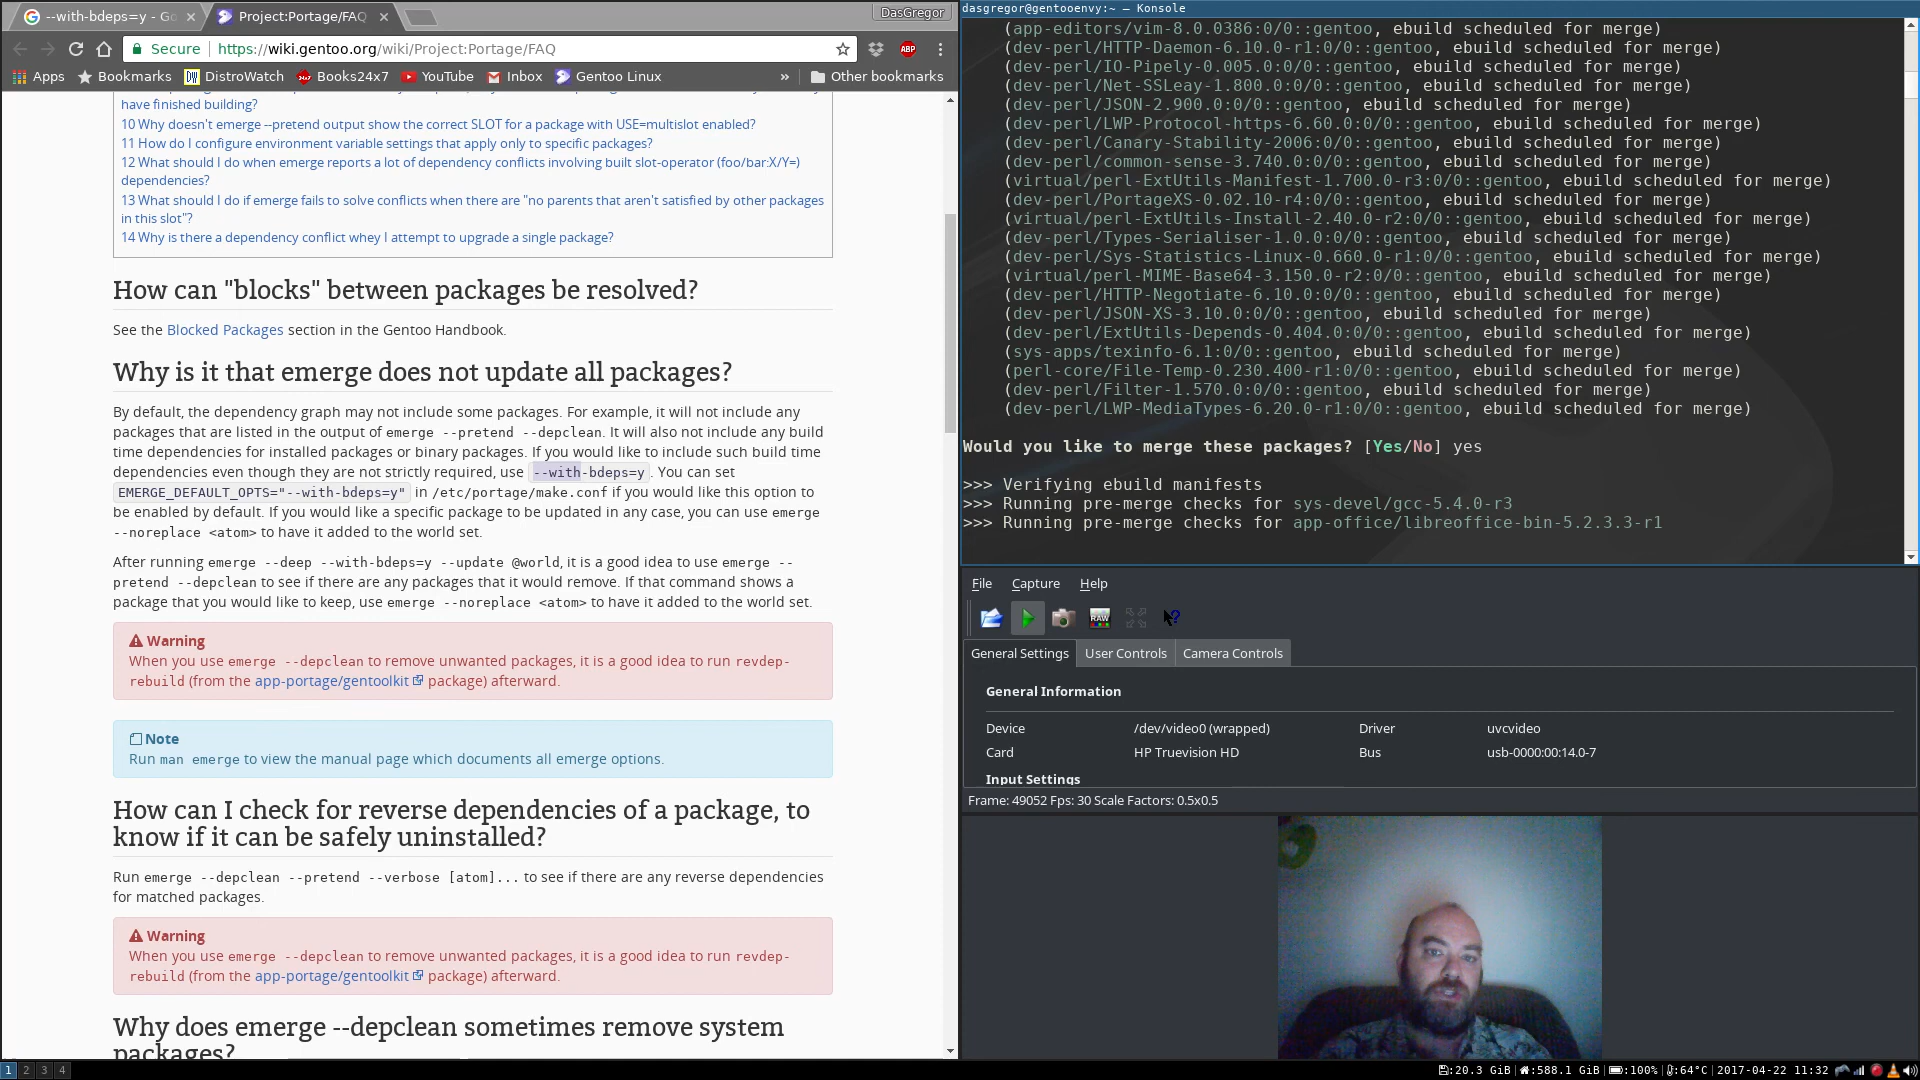 --with-bdeps=y - Go
Project:Portage/FAQ
DasGregor
Secure
https://wiki.gentoo.org/wiki/Project:Portage/FAQ
ABP
Apps
Bookmarks
DistroWatch
Books24x7
YouTube
Inbox
Gentoo Linux
»
Other bookmarks
have finished building?
10 Why doesn't emerge --pretend output show the correct SLOT for a package with USE=multislot enabled?
11 How do I configure environment variable settings that apply only to specific packages?
12 What should I do when emerge reports a lot of dependency conflicts involving built slot-operator (foo/bar:X/Y=)
dependencies?
13 What should I do if emerge fails to solve conflicts when there are "no parents that aren't satisfied by other packages
in this slot"?
14 Why is there a dependency conflict whey I attempt to upgrade a single package?
How can "blocks" between packages be resolved?
See the Blocked Packages section in the Gentoo Handbook.
Why is it that emerge does not update all packages?
By default, the dependency graph may not include some packages. For example, it will not include any
packages that are listed in the output of emerge --pretend --depclean. It will also not include any build
time dependencies for installed packages or binary packages. If you would like to include such build time
dependencies even though they are not strictly required, use --with-bdeps=y. You can set
EMERGE_DEFAULT_OPTS="--with-bdeps=y" in /etc/portage/make.conf if you would like this option to
be enabled by default. If you would like a specific package to be updated in any case, you can use emerge
--noreplace <atom> to have it added to the world set.
After running emerge --deep --with-bdeps=y --update @world, it is a good idea to use emerge --
pretend --depclean to see if there are any packages that it would remove. If that command shows a
package that you would like to keep, use emerge --noreplace <atom> to have it added to the world set.
Warning
When you use emerge --depclean to remove unwanted packages, it is a good idea to run revdep-
rebuild (from the app-portage/gentoolkit package) afterward.
Note
Run man emerge to view the manual page which documents all emerge options.
How can I check for reverse dependencies of a package, to
know if it can be safely uninstalled?
Run emerge --depclean --pretend --verbose [atom]... to see if there are any reverse dependencies
for matched packages.
Warning
When you use emerge --depclean to remove unwanted packages, it is a good idea to run revdep-
rebuild (from the app-portage/gentoolkit package) afterward.
Why does emerge --depclean sometimes remove system
packages?
dasgregor@gentooenvy:~ — Konsole
(app-editors/vim-8.0.0386:0/0::gentoo, ebuild scheduled for merge)
(dev-perl/HTTP-Daemon-6.10.0-r1:0/0::gentoo, ebuild scheduled for merge)
(dev-perl/IO-Pipely-0.005.0:0/0::gentoo, ebuild scheduled for merge)
(dev-perl/Net-SSLeay-1.800.0:0/0::gentoo, ebuild scheduled for merge)
(dev-perl/JSON-2.900.0:0/0::gentoo, ebuild scheduled for merge)
(dev-perl/LWP-Protocol-https-6.60.0:0/0::gentoo, ebuild scheduled for merge)
(dev-perl/Canary-Stability-2006:0/0::gentoo, ebuild scheduled for merge)
(dev-perl/common-sense-3.740.0:0/0::gentoo, ebuild scheduled for merge)
(virtual/perl-ExtUtils-Manifest-1.700.0-r3:0/0::gentoo, ebuild scheduled for merge)
(dev-perl/PortageXS-0.02.10-r4:0/0::gentoo, ebuild scheduled for merge)
(virtual/perl-ExtUtils-Install-2.40.0-r2:0/0::gentoo, ebuild scheduled for merge)
(dev-perl/Types-Serialiser-1.0.0:0/0::gentoo, ebuild scheduled for merge)
(dev-perl/Sys-Statistics-Linux-0.660.0-r1:0/0::gentoo, ebuild scheduled for merge)
(virtual/perl-MIME-Base64-3.150.0-r2:0/0::gentoo, ebuild scheduled for merge)
(dev-perl/HTTP-Negotiate-6.10.0:0/0::gentoo, ebuild scheduled for merge)
(dev-perl/JSON-XS-3.10.0:0/0::gentoo, ebuild scheduled for merge)
(dev-perl/ExtUtils-Depends-0.404.0:0/0::gentoo, ebuild scheduled for merge)
(sys-apps/texinfo-6.1:0/0::gentoo, ebuild scheduled for merge)
(perl-core/File-Temp-0.230.400-r1:0/0::gentoo, ebuild scheduled for merge)
(dev-perl/Filter-1.570.0:0/0::gentoo, ebuild scheduled for merge)
(dev-perl/LWP-MediaTypes-6.20.0-r1:0/0::gentoo, ebuild scheduled for merge)
Would you like to merge these packages? [Yes/No] yes
>>> Verifying ebuild manifests
>>> Running pre-merge checks for sys-devel/gcc-5.4.0-r3
>>> Running pre-merge checks for app-office/libreoffice-bin-5.2.3.3-r1
File
Capture
Help
RAW
General Settings
User Controls
Camera Controls
General Information
Device
/dev/video0 (wrapped)
Driver
uvcvideo
Card
HP Truevision HD
Bus
usb-0000:00:14.0-7
Input Settings
Frame: 49052 Fps: 30 Scale Factors: 0.5x0.5
1
2
3
4
:20.3 GiB|
:588.1 GiB
:100%
:64°C
2017-04-22 11:32